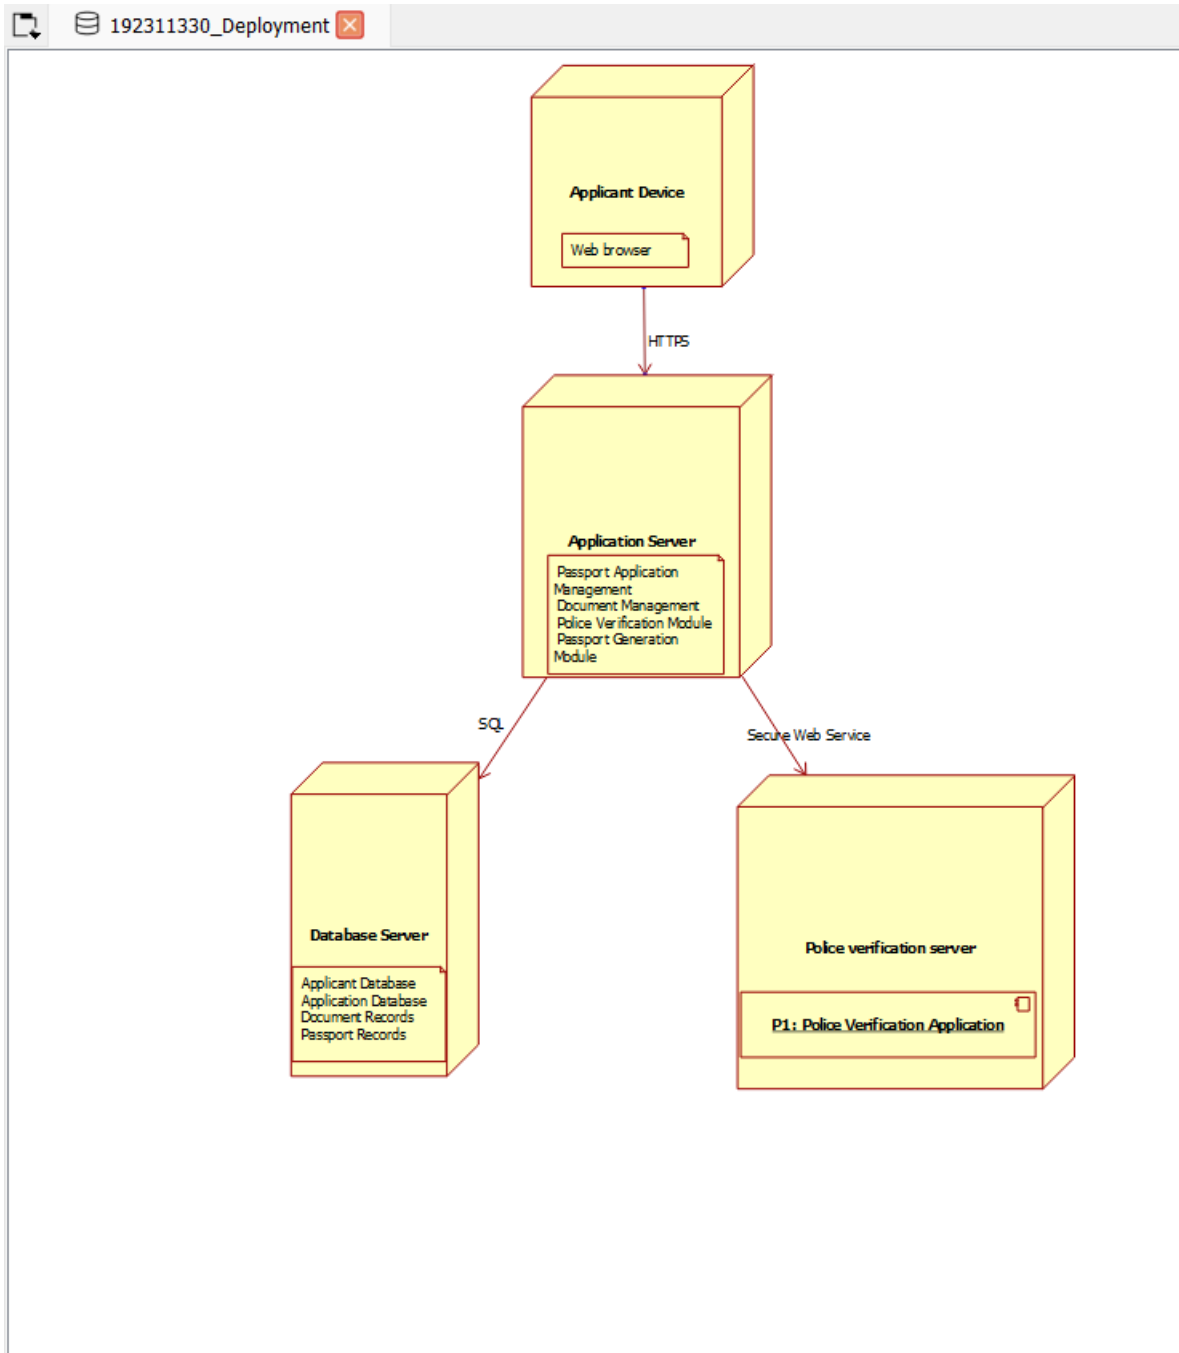 192311330_Deployment
Applicant Device
Web browser
HTTPS
Application Server
Passport Application
Management
Document Management
Police Verification Module
Passport Generation
Module
SQL
Secure Web Service
Database Server
Applicant Database
Application Database
Document Records
Passport Records
Police verification server
P1: Police Verification Application